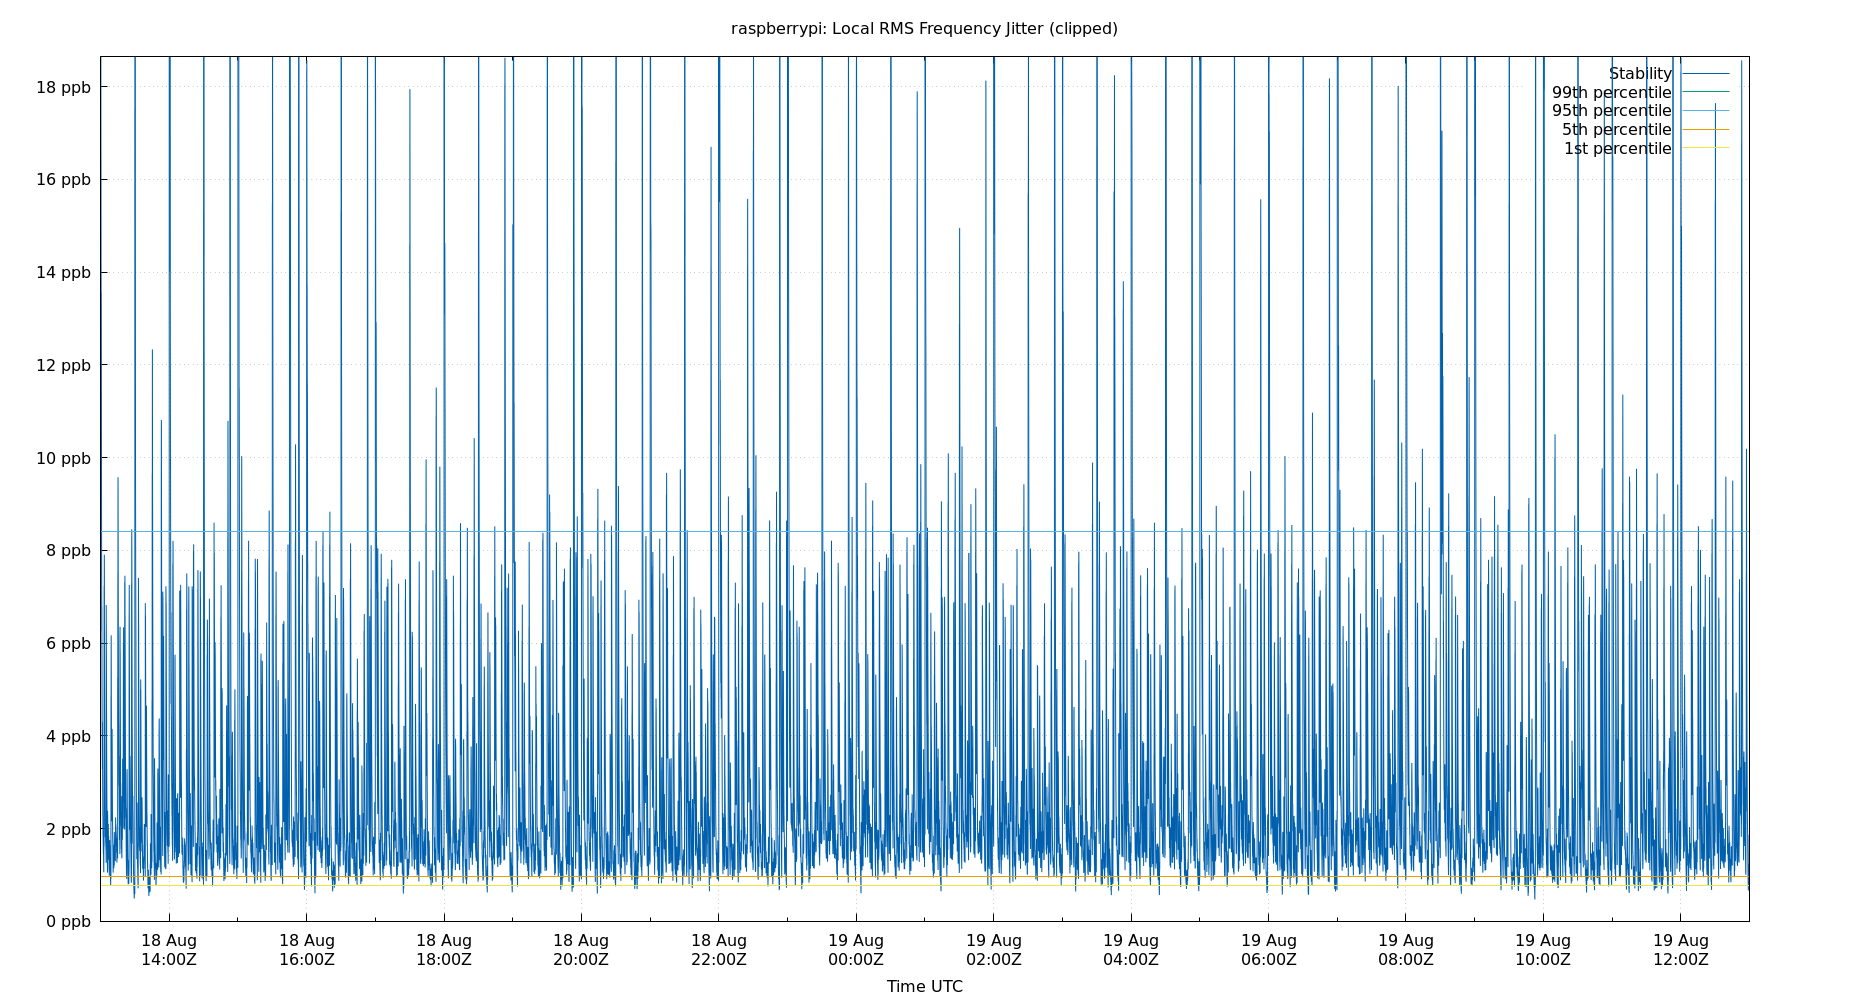 raspberrypi: Local RMS Frequency Jitter (clipped)
18 ppb
16 ppb
14 ppb
12 ppb
10 ppb
8 ppb
6 ppb
4 ppb
2 ppb
0 ppb
Stability
99th percentile
95th percentile
5th percentile
1st percentile
18 Aug
14:00Z
18 Aug
16:00Z
18 Aug
18:00Z
18 Aug
20:00Z
18 Aug
22:00Z
19 Aug
00:00Z
19 Aug
02:00Z
19 Aug
04:00Z
19 Aug
06:00Z
19 Aug
08:00Z
19 Aug
10:00Z
19 Aug
12:00Z
Time UTC